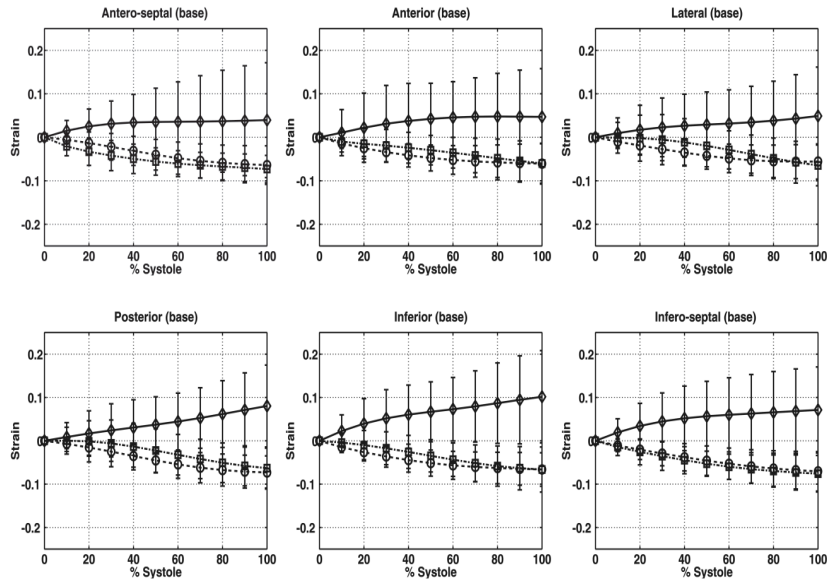 Antero-septal (base)
0.2
0.1
0
-0.1
-0.2
Strain
0 20 40 60 80 100
% Systole
Anterior (base)
0.2
0.1
0
-0.1
-0.2
Strain
0 20 40 60 80 100
% Systole
Lateral (base)
0.2
0.1
0
-0.1
-0.2
Strain
0 20 40 60 80 100
% Systole
Posterior (base)
0.2
0.1
0
-0.1
-0.2
Strain
0 20 40 60 80 100
% Systole
Inferior (base)
0.2
0.1
0
-0.1
-0.2
Strain
0 20 40 60 80 100
% Systole
Infero-septal (base)
0.2
0.1
0
-0.1
-0.2
Strain
0 20 40 60 80 100
% Systole